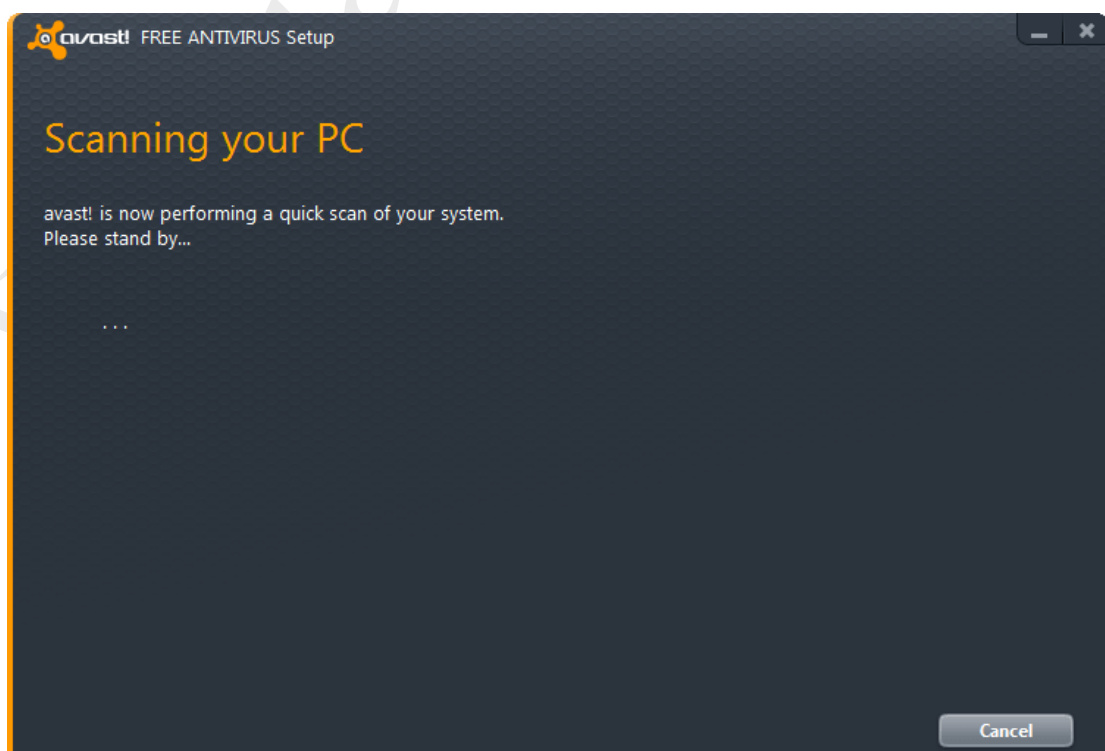 avast! FREE ANTIVIRUS Setup
Scanning your PC
avast! is now performing a quick scan of your system.
Please stand by...
...
Cancel